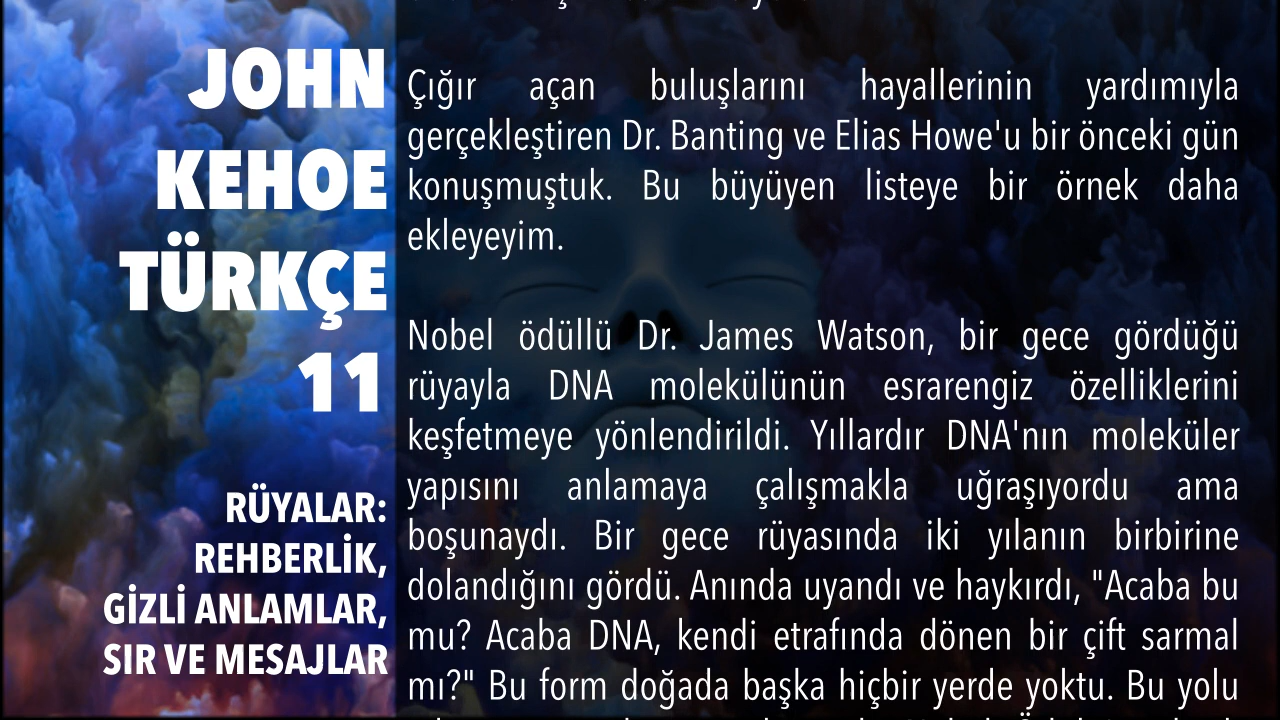 JOHN
KEHOE
TÜRKÇE
11
RÜYALAR:
REHBERLİK,
GİZLİ ANLAMLAR,
SIR VE MESAJLAR
Çığır açan buluşlarını hayallerinin yardımıyla
gerçekleştiren Dr. Banting ve Elias Howe'u bir önceki gün
konuşmuştuk. Bu büyüyen listeye bir örnek daha
ekleyeyim.
Nobel ödüllü Dr. James Watson, bir gece gördüğü
rüyayla DNA molekülünün esrarengiz özelliklerini
keşfetmeye yönlendirildi. Yıllardır DNA'nın moleküler
yapısını anlamaya çalışmakla uğraşıyordu ama
boşunaydı. Bir gece rüyasında iki yılanın birbirine
dolandığını gördü. Anında uyandı ve haykırdı, "Acaba bu
mu? Acaba DNA, kendi etrafında dönen bir çift sarmal
mı?" Bu form doğada başka hiçbir yerde yoktu. Bu yolu